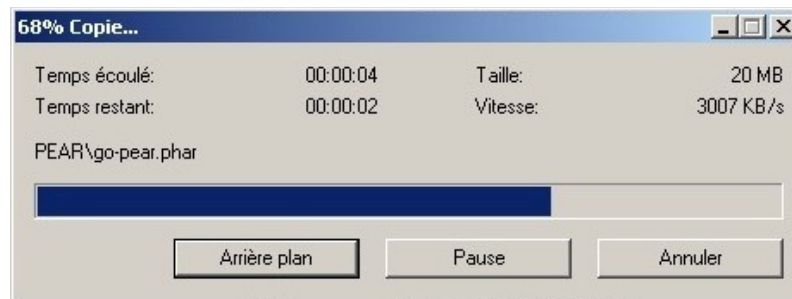 68% Copie...
Temps écoulé: 00:00:04 Taille: 20 MB
Temps restant: 00:00:02 Vitesse: 3007 KB/s
PEAR\go-pear.phar
Arrière plan Pause Annuler